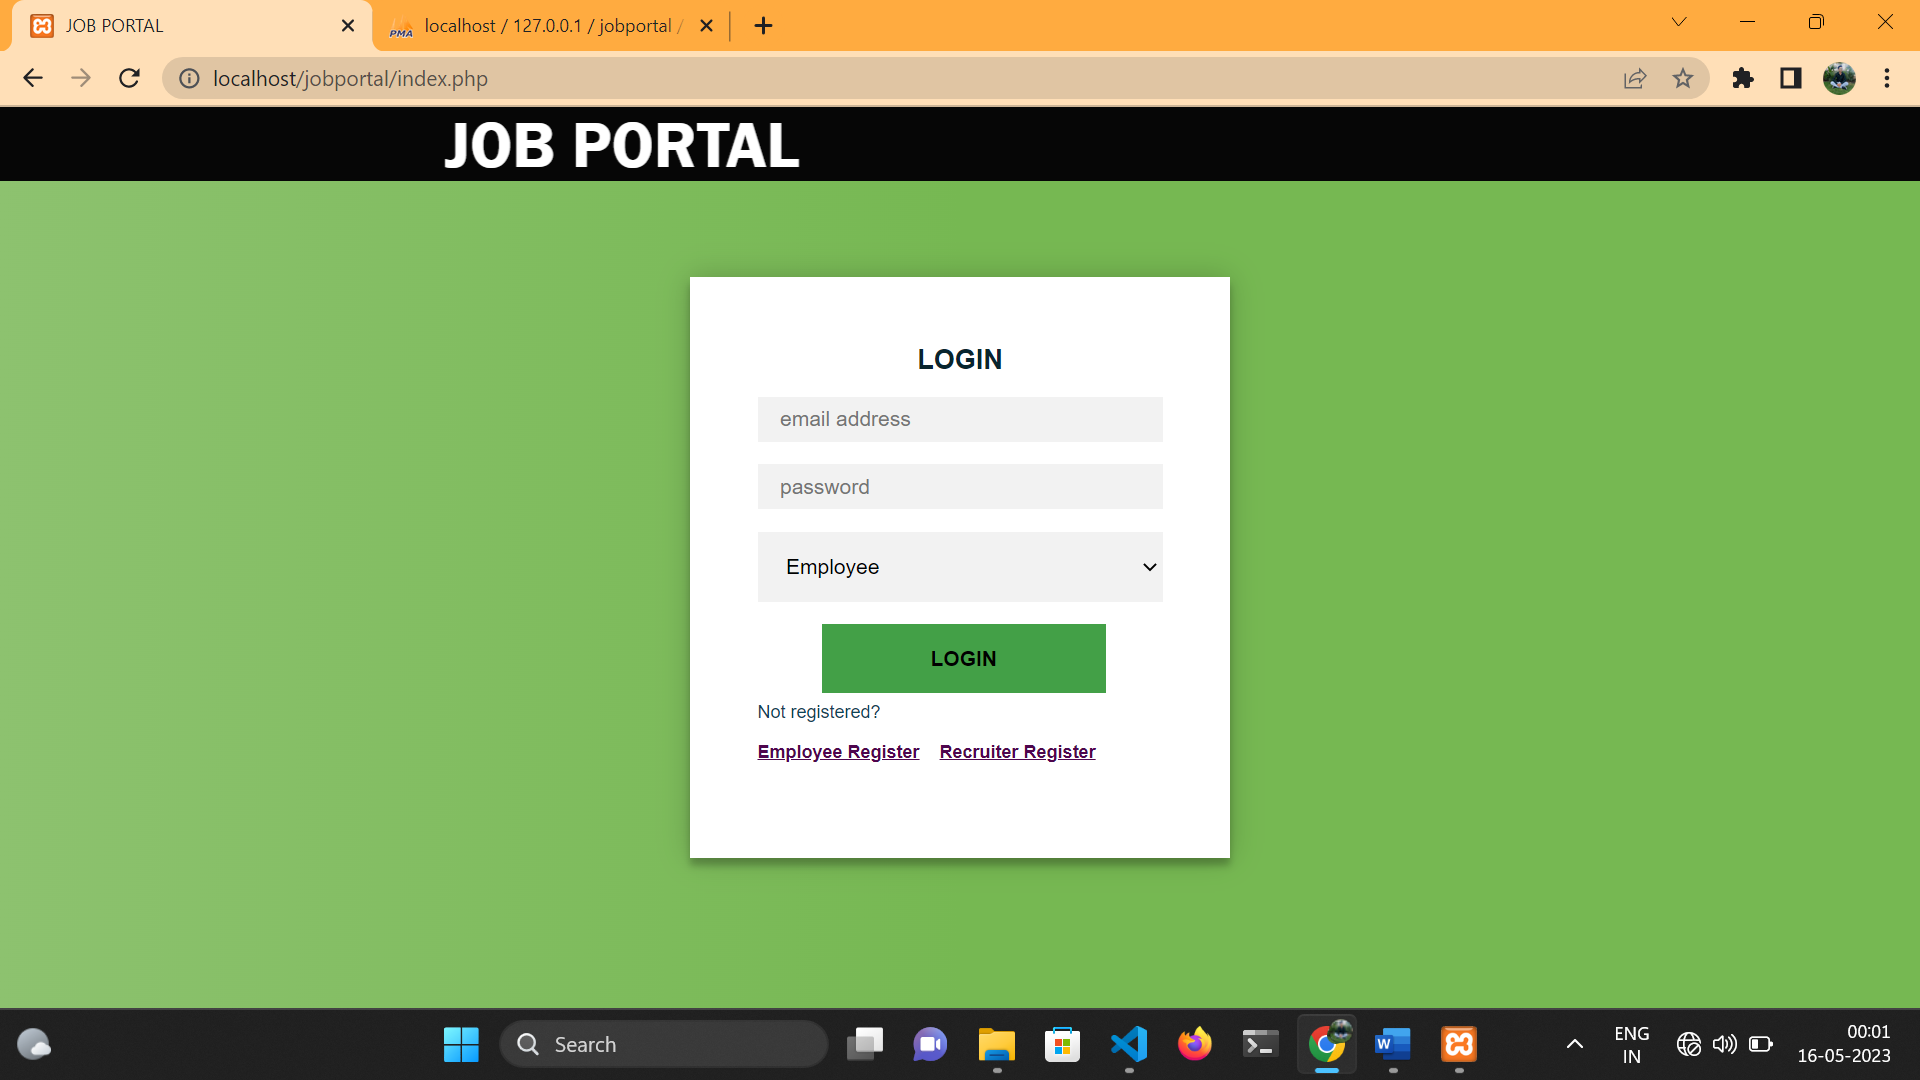 JOB PORTAL
localhost / 127.0.0.1 / jobportal /
localhost/jobportal/index.php
JOB PORTAL
LOGIN
email address
password
Employee
LOGIN
Not registered?
Employee Register Recruiter Register
Search
ENG
IN
00:01
16-05-2023
PMA
W